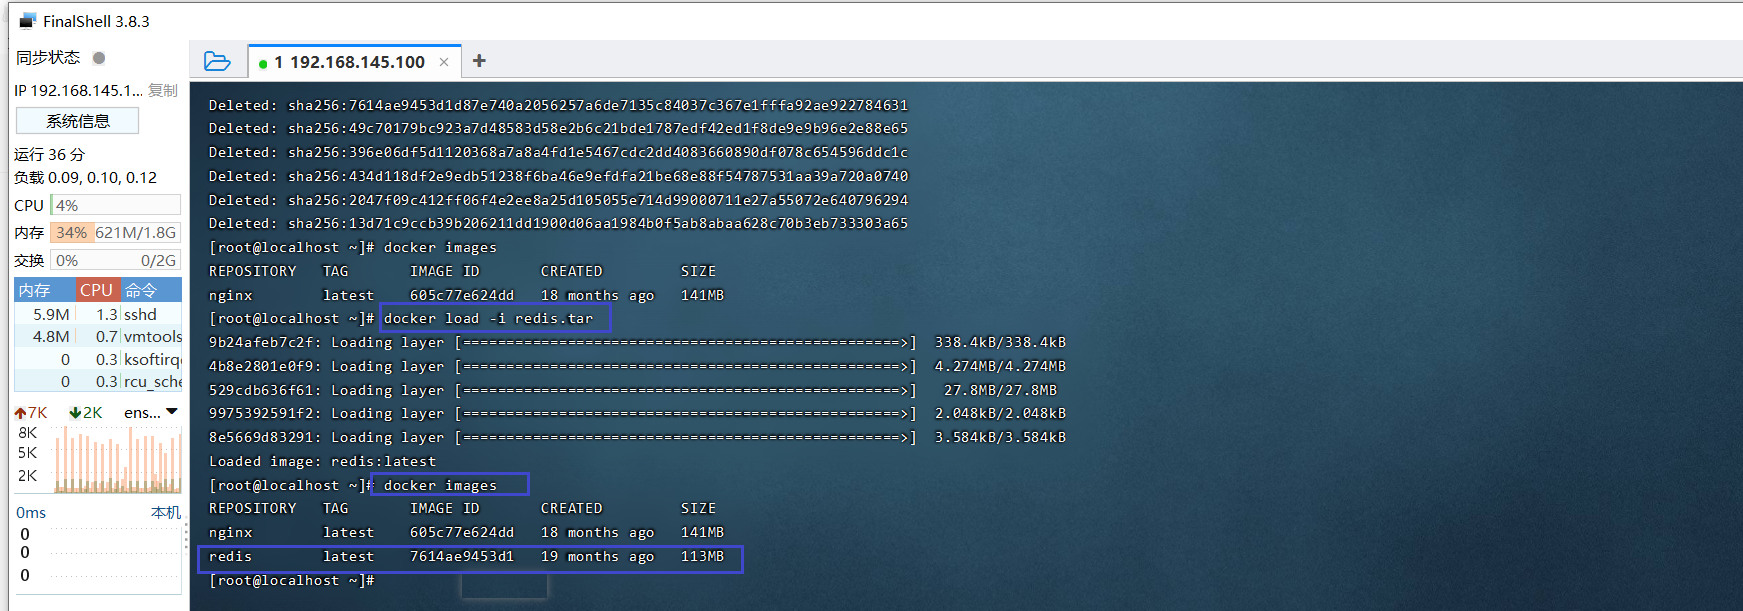 FinalShell 3.8.3
同步状态
IP 192.168.145.1... 复制
系统信息
运行 36 分
负载 0.09, 0.10, 0.12
CPU 4%
内存 34% 621M/1.8G
交换 0% 0/2G
内存 CPU 命令
5.9M 1.3 sshd
4.8M 0.7 vmtools
0 0.3 ksoftirq
0 0.3 rcu_sche
7K 2K ens...
8K
5K
2K
0ms 本机
0
0
0
1 192.168.145.100 × +
Deleted: sha256:7614ae9453d1d87e740a2056257a6de7135c84037c367e1fffa92ae922784631
Deleted: sha256:49c70179bc923a7d48583d58e2b6c21bde1787edf42ed1f8de9e9b96e2e88e65
Deleted: sha256:396e06df5d1120368a7a8a4fd1e5467cdc2dd4083660890df078c654596ddc1c
Deleted: sha256:434d118df2e9edb51238f6ba46e9efdfa21be68e88f54787531aa39a720a0740
Deleted: sha256:2047f09c412ff06f4e2ee8a25d105055e714d99000711e27a55072e640796294
Deleted: sha256:13d71c9ccb39b206211dd1900d06aa1984b0f5ab8abaa628c70b3eb733303a65
[root@localhost ~]# docker images
REPOSITORY   TAG       IMAGE ID       CREATED         SIZE
nginx        latest    605c77e624dd   18 months ago   141MB
[root@localhost ~]# docker load -i redis.tar
9b24afeb7c2f: Loading layer [==================================================>]  338.4kB/338.4kB
4b8e2801e0f9: Loading layer [==================================================>]  4.274MB/4.274MB
529cdb636f61: Loading layer [==================================================>]   27.8MB/27.8MB
9975392591f2: Loading layer [==================================================>]  2.048kB/2.048kB
8e5669d83291: Loading layer [==================================================>]  3.584kB/3.584kB
Loaded image: redis:latest
[root@localhost ~]# docker images
REPOSITORY   TAG       IMAGE ID       CREATED         SIZE
nginx        latest    605c77e624dd   18 months ago   141MB
redis        latest    7614ae9453d1   19 months ago   113MB
[root@localhost ~]#